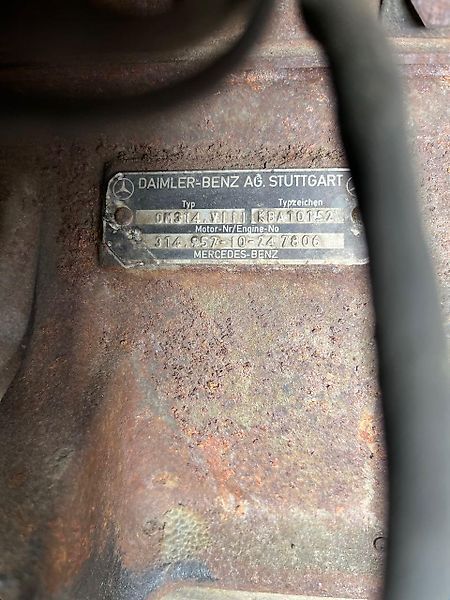 DAIMLER-BENZ AG. STUTTGART
Typ Typzeichen
OM314.VIII KBA10152
Motor-Nr/Engine-No
314.957-10-247806
MERCEDES-BENZ